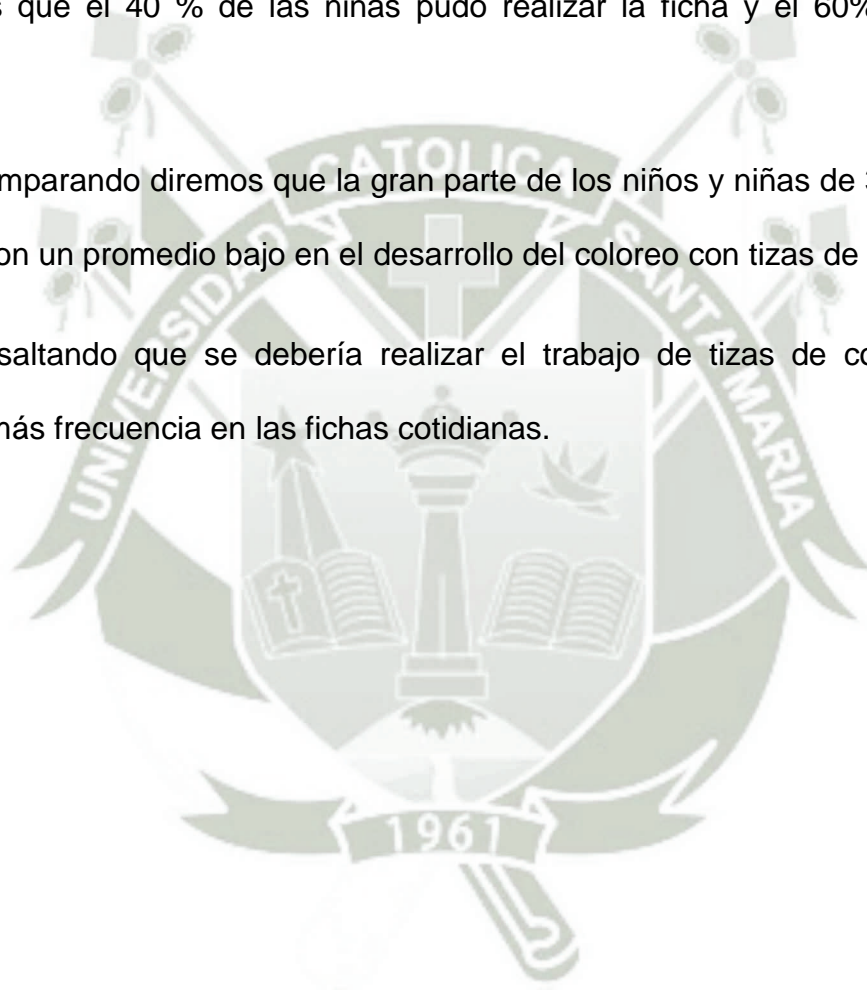 s que el 40 % de las niñas pudo realizar la ficha y el 60%
mparando diremos que la gran parte de los niños y niñas de
on un promedio bajo en el desarrollo del coloreo con tizas de
saltando que se debería realizar el trabajo de tizas de co
más frecuencia en las fichas cotidianas.
UNIVERSIDAD CATOLICA SANTA MARIA
1961